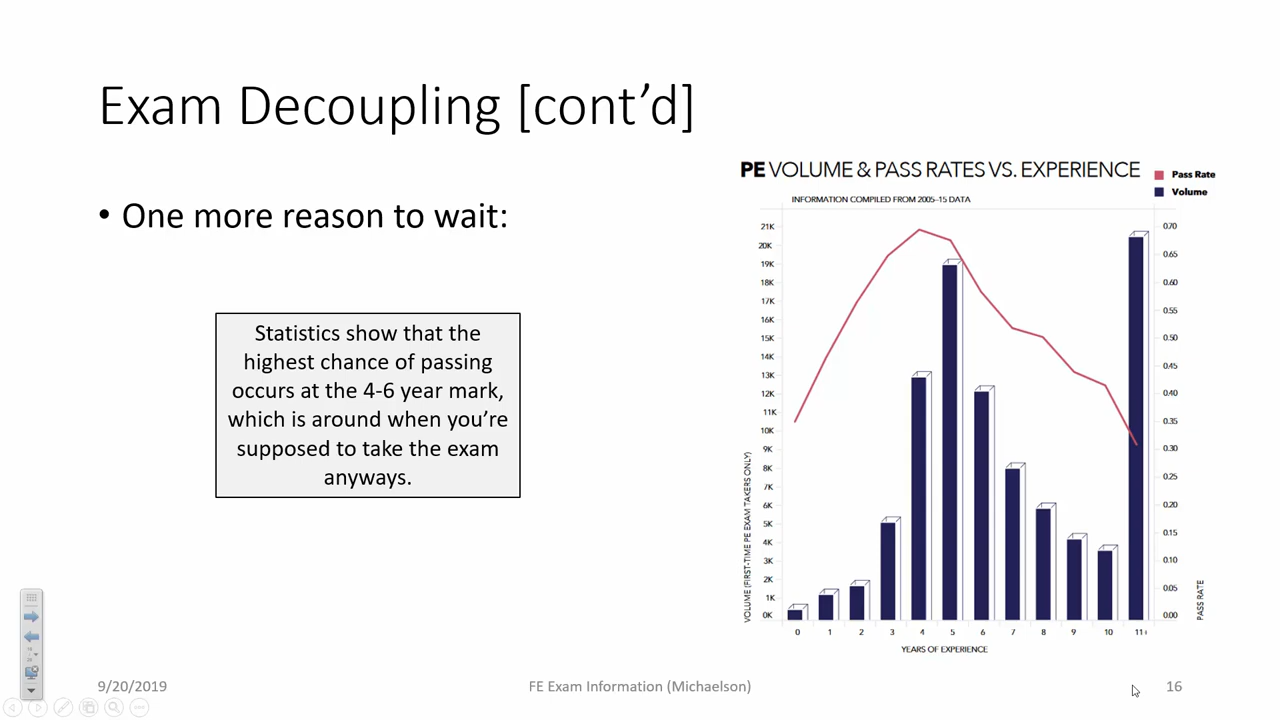 Exam Decoupling [cont’d]
• One more reason to wait:
Statistics show that the
highest chance of passing
occurs at the 4-6 year mark,
which is around when you’re
supposed to take the exam
anyways.
PE VOLUME & PASS RATES VS. EXPERIENCE
Pass Rate
Volume
INFORMATION COMPILED FROM 2005–15 DATA
21K
20K
19K
18K
17K
16K
15K
14K
13K
12K
11K
10K
9K
8K
7K
6K
5K
4K
3K
2K
1K
0K
VOLUME (FIRST-TIME PE EXAM TAKERS ONLY)
0.70
0.65
0.60
0.55
0.50
0.45
0.40
0.35
0.30
0.25
0.20
0.15
0.10
0.05
0.00
PASS RATE
0 1 2 3 4 5 6 7 8 9 10 11+
YEARS OF EXPERIENCE
9/20/2019
FE Exam Information (Michaelson)
16